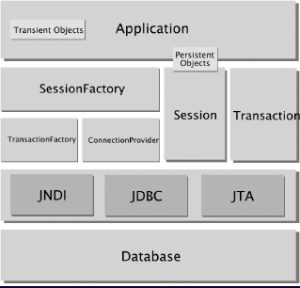 Transient Objects
Application
Persistent
Objects
SessionFactory
Session
Transaction
TransactionFactory
ConnectionProvider
JNDI
JDBC
JTA
Database